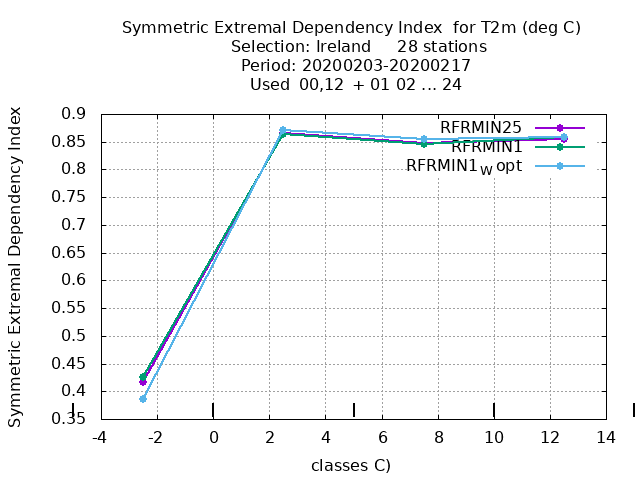 Symmetric Extremal Dependency Index for T2m (deg C)
Selection: Ireland 28 stations
Period: 20200203-20200217
Used 00,12 + 01 02 ... 24
Symmetric Extremal Dependency Index
0.9
0.85
0.8
0.75
0.7
0.65
0.6
0.55
0.5
0.45
0.4
0.35
RFRMIN25
RFRMIN1
RFRMIN1W opt
-4 -2 0 2 4 6 8 10 12 14
classes C)